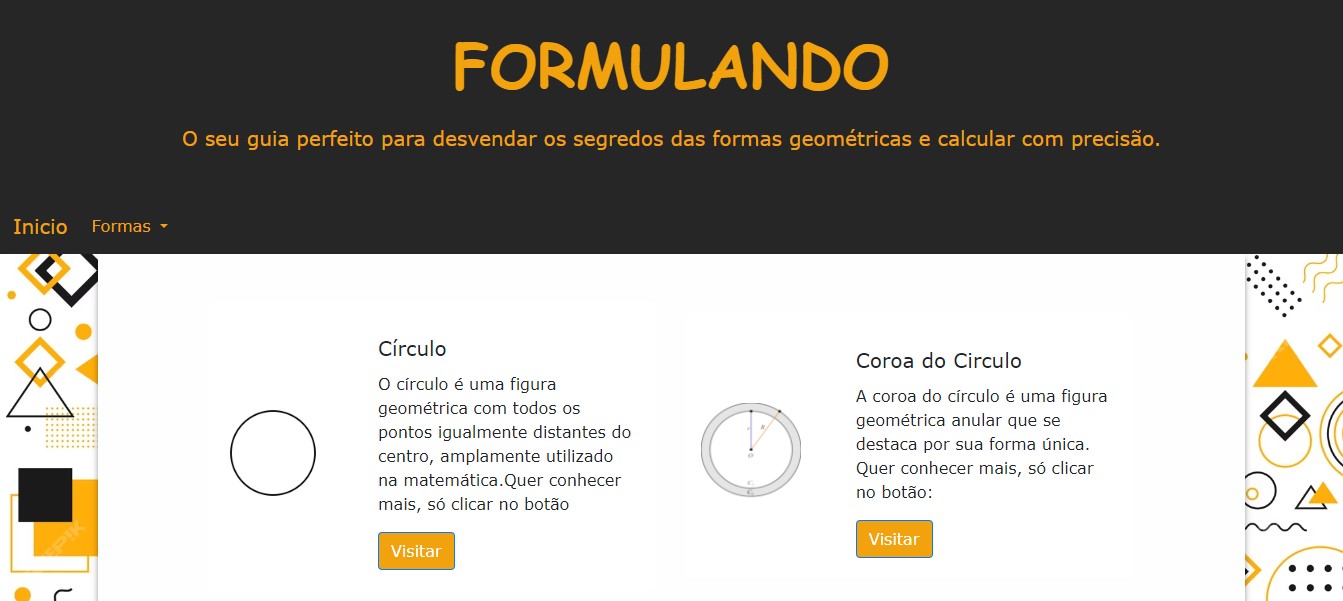 FORMULANDO
O seu guia perfeito para desvendar os segredos das formas geométricas e calcular com precisão.
Inicio
Formas
Círculo
O círculo é uma figura
geométrica com todos os
pontos igualmente distantes do
centro, amplamente utilizado
na matemática.Quer conhecer
mais, só clicar no botão
Visitar
Coroa do Circulo
A coroa do círculo é uma figura
geométrica anular que se
destaca por sua forma única.
Quer conhecer mais, só clicar
no botão:
Visitar